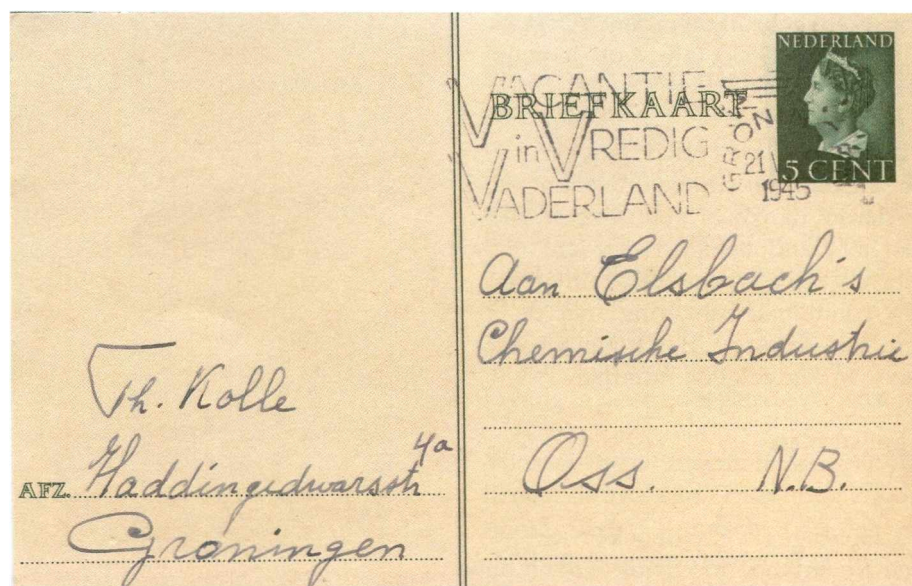 NEDERLAND
VACANTIE
BRIEFKAART
in VREDIG
VADERLAND
GRON
21 V
1945
5 CENT
Aan Elsbach's
Chemische Industrie
Oss. N.B.
Th. Kolle
4a
AFZ. Haddingedwarsstr
Groningen